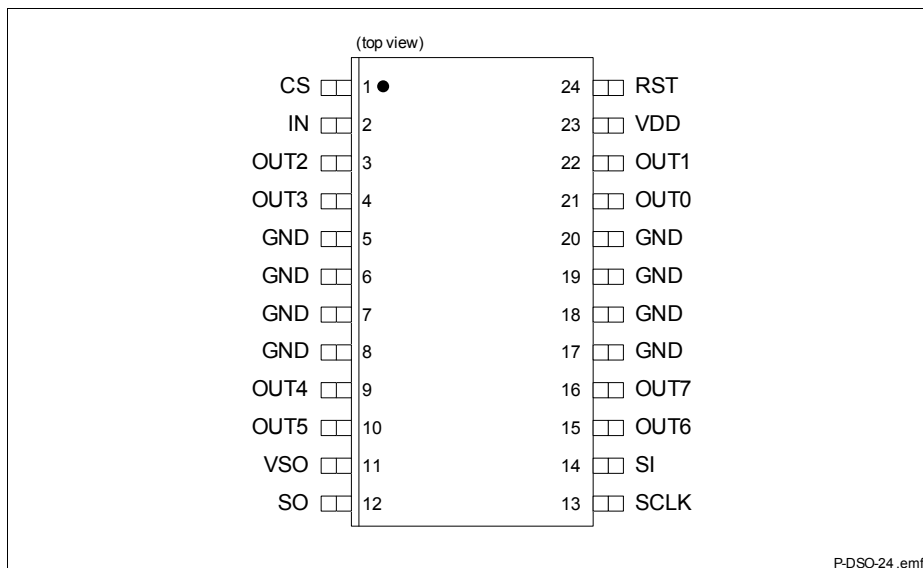 (top view)
CS 1 24 RST
IN 2 23 VDD
OUT2 3 22 OUT1
OUT3 4 21 OUT0
GND 5 20 GND
GND 6 19 GND
GND 7 18 GND
GND 8 17 GND
OUT4 9 16 OUT7
OUT5 10 15 OUT6
VSO 11 14 SI
SO 12 13 SCLK
P-DSO-24 .emf